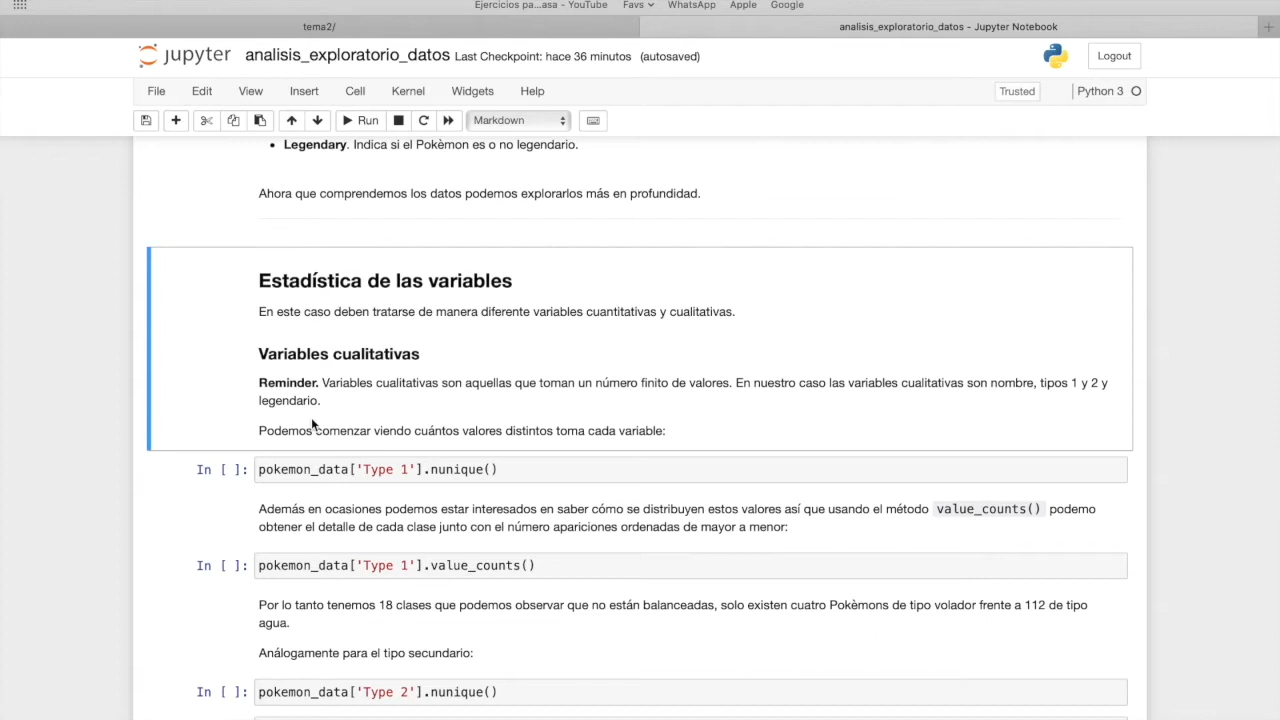 Ejercicios pa...asa - YouTube Favs WhatsApp Apple Google
tema2/ analisis_exploratorio_datos - Jupyter Notebook
jupyter analisis_exploratorio_datos Last Checkpoint: hace 36 minutos (autosaved) Logout
File Edit View Insert Cell Kernel Widgets Help Trusted Python 3
Run Markdown
Legendary. Indica si el Pokèmon es o no legendario.
Ahora que comprendemos los datos podemos explorarlos más en profundidad.
Estadística de las variables
En este caso deben tratarse de manera diferente variables cuantitativas y cualitativas.
Variables cualitativas
Reminder. Variables cualitativas son aquellas que toman un número finito de valores. En nuestro caso las variables cualitativas son nombre, tipos 1 y 2 y
legendario.
Podemos comenzar viendo cuántos valores distintos toma cada variable:
In [ ]: pokemon_data['Type 1'].nunique()
Además en ocasiones podemos estar interesados en saber cómo se distribuyen estos valores así que usando el método value_counts() podemo
obtener el detalle de cada clase junto con el número apariciones ordenadas de mayor a menor:
In [ ]: pokemon_data['Type 1'].value_counts()
Por lo tanto tenemos 18 clases que podemos observar que no están balanceadas, solo existen cuatro Pokèmons de tipo volador frente a 112 de tipo
agua.
Análogamente para el tipo secundario:
In [ ]: pokemon_data['Type 2'].nunique()